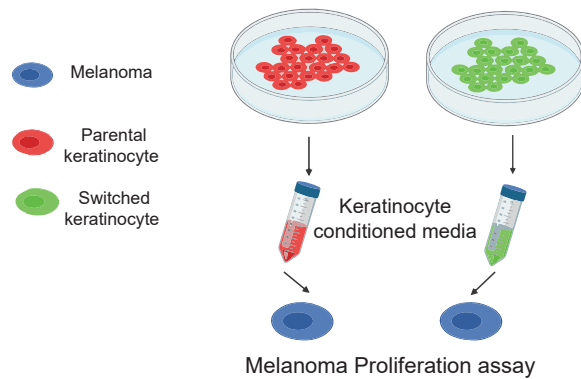 Melanoma
Parental
keratinocyte
Switched
keratinocyte
Keratinocyte
conditioned media
Melanoma Proliferation assay